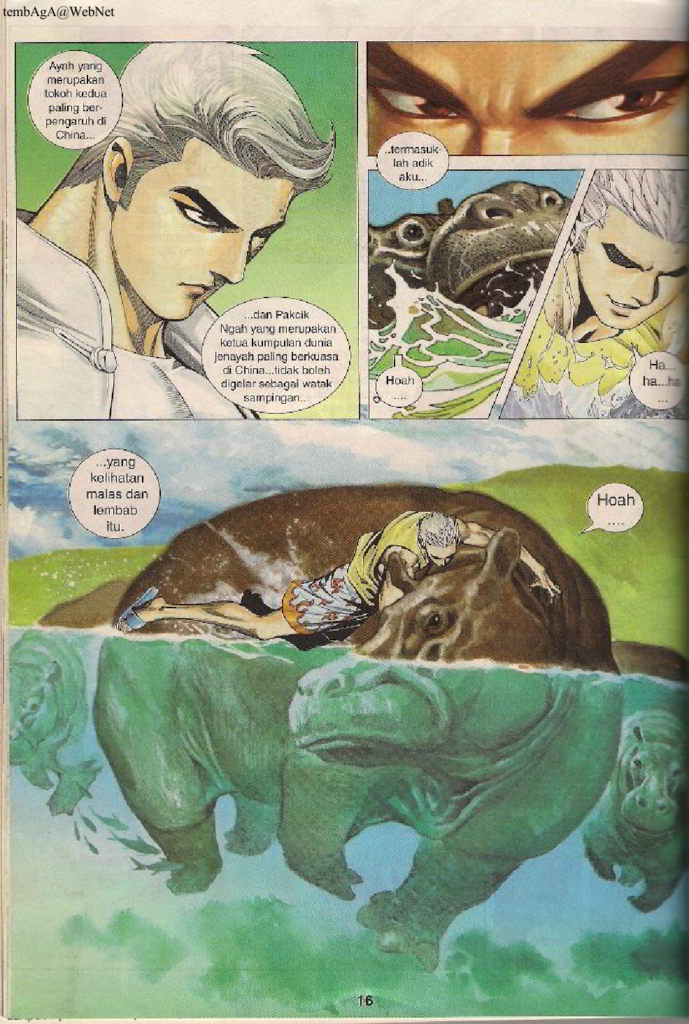 tembAgA@WebNet
Ayah yang
merupakan
tokoh kedua
paling ber-
pengaruh di
China...
...dan Pakcik
Ngah yang merupakan
ketua kumpulan dunia
jenayah paling berkuasa
di China...tidak boleh
digelar sebagai watak
sampingan...
..termasuk-
lah adik
aku...
Hoah
....
Ha...
ha...ha
...
...yang
kelihatan
malas dan
lembab
itu.
Hoah
....
16